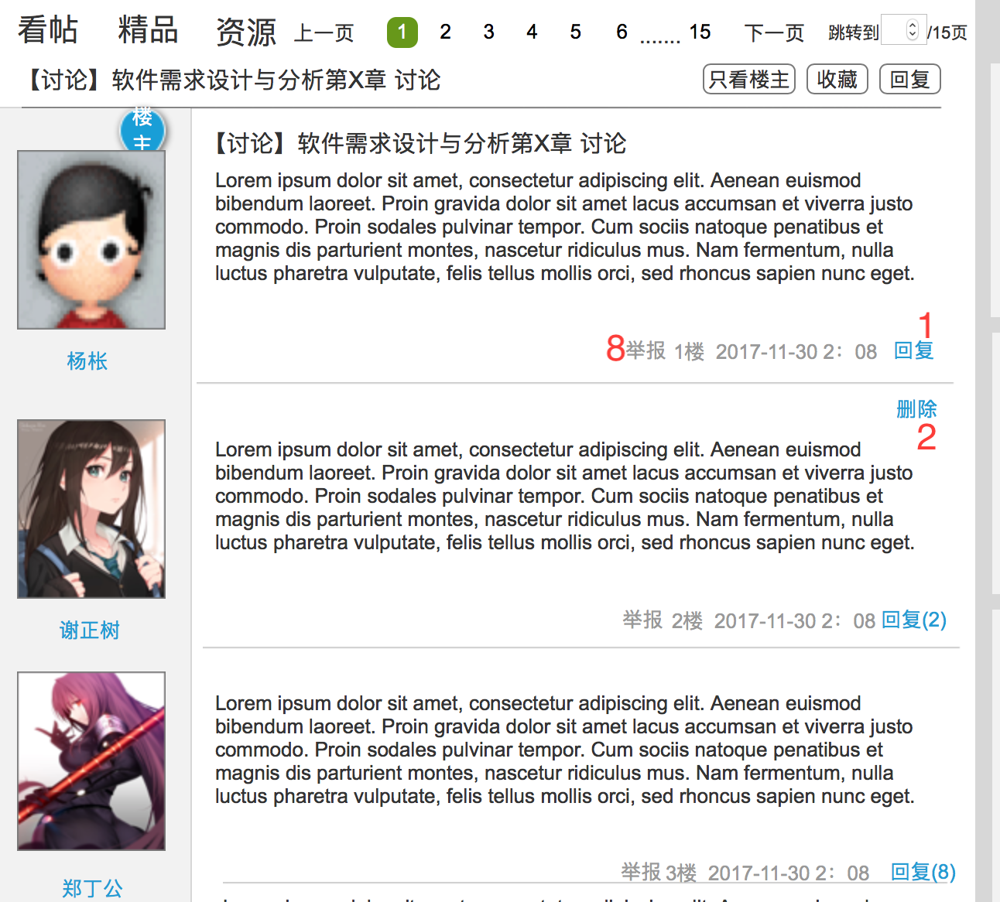 看帖 精品 资源 上一页 1 2 3 4 5 6 ....... 15 下一页 跳转到 /15页
【讨论】软件需求设计与分析第X章 讨论 只看楼主 收藏 回复
楼主
【讨论】软件需求设计与分析第X章 讨论
Lorem ipsum dolor sit amet, consectetur adipiscing elit. Aenean euismod
bibendum laoreet. Proin gravida dolor sit amet lacus accumsan et viverra justo
commodo. Proin sodales pulvinar tempor. Cum sociis natoque penatibus et
magnis dis parturient montes, nascetur ridiculus mus. Nam fermentum, nulla
luctus pharetra vulputate, felis tellus mollis orci, sed rhoncus sapien nunc eget.
1
8举报 1楼 2017-11-30 2：08 回复
杨枨
删除
2
Lorem ipsum dolor sit amet, consectetur adipiscing elit. Aenean euismod
bibendum laoreet. Proin gravida dolor sit amet lacus accumsan et viverra justo
commodo. Proin sodales pulvinar tempor. Cum sociis natoque penatibus et
magnis dis parturient montes, nascetur ridiculus mus. Nam fermentum, nulla
luctus pharetra vulputate, felis tellus mollis orci, sed rhoncus sapien nunc eget.
举报 2楼 2017-11-30 2：08 回复(2)
谢正树
Lorem ipsum dolor sit amet, consectetur adipiscing elit. Aenean euismod
bibendum laoreet. Proin gravida dolor sit amet lacus accumsan et viverra justo
commodo. Proin sodales pulvinar tempor. Cum sociis natoque penatibus et
magnis dis parturient montes, nascetur ridiculus mus. Nam fermentum, nulla
luctus pharetra vulputate, felis tellus mollis orci, sed rhoncus sapien nunc eget.
举报 3楼 2017-11-30 2：08 回复(8)
郑丁公